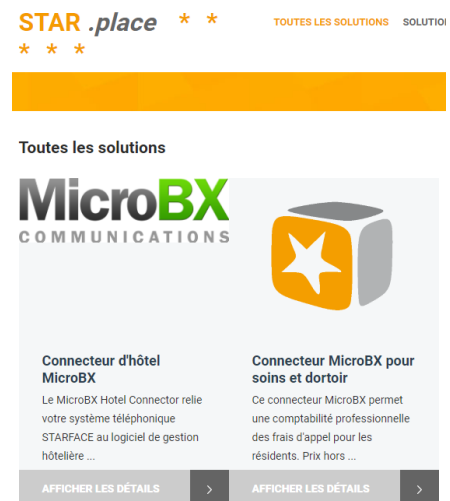 STAR .place * *
* * *
TOUTES LES SOLUTIONS
Toutes les solutions
MicroBX
COMMUNICATIONS
Connecteur d'hôtel
MicroBX
Le MicroBX Hotel Connector relie
votre système téléphonique
STARFACE au logiciel de gestion
hôtelière ...
AFFICHER LES DÉTAILS >
Connecteur MicroBX pour
soins et dortoir
Ce connecteur MicroBX permet
une comptabilité professionnelle
des frais d'appel pour les
résidents. Prix hors ...
AFFICHER LES DÉTAILS >